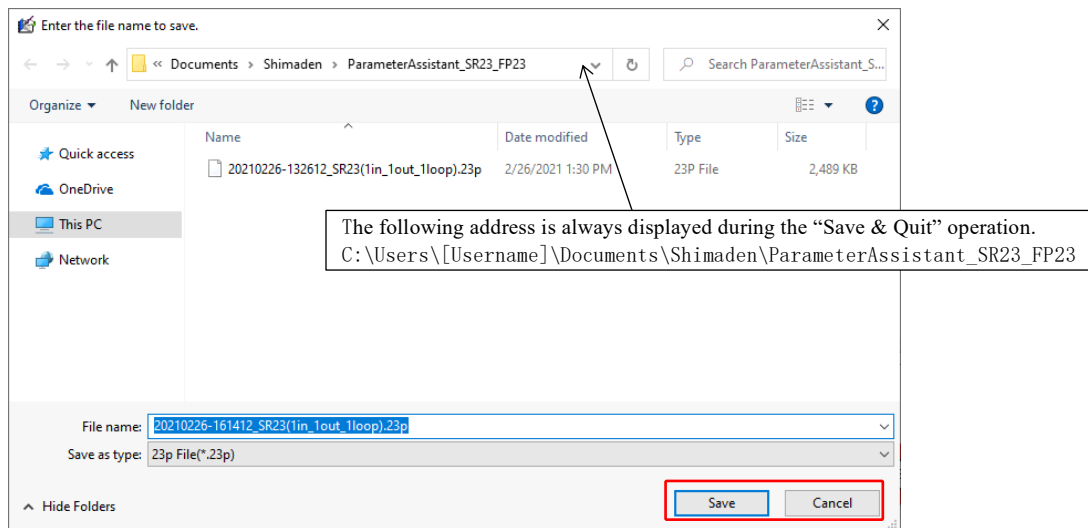 Enter the file name to save.
« Documents > Shimaden > ParameterAssistant_SR23_FP23
Search ParameterAssistant_S...
Organize
New folder
Name
Date modified
Type
Size
Quick access
20210226-132612_SR23(1in_1out_1loop).23p
2/26/2021 1:30 PM
23P File
2,489 KB
OneDrive
This PC
Network
The following address is always displayed during the “Save & Quit” operation.
C:\Users\[Username]\Documents\Shimaden\ParameterAssistant_SR23_FP23
File name: 20210226-161412_SR23(1in_1out_1loop).23p
Save as type: 23p File(*.23p)
Hide Folders
Save
Cancel